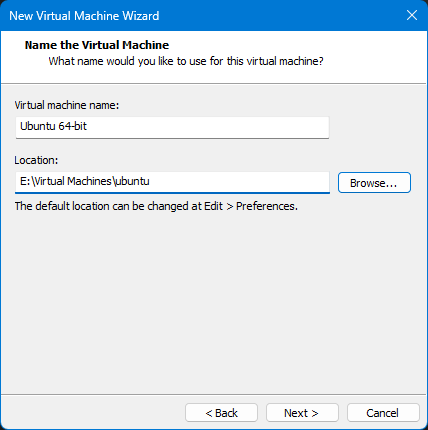 New Virtual Machine Wizard
Name the Virtual Machine
What name would you like to use for this virtual machine?
Virtual machine name:
Ubuntu 64-bit
Location:
E:\Virtual Machines\ubuntu
Browse...
The default location can be changed at Edit > Preferences.
< Back
Next >
Cancel